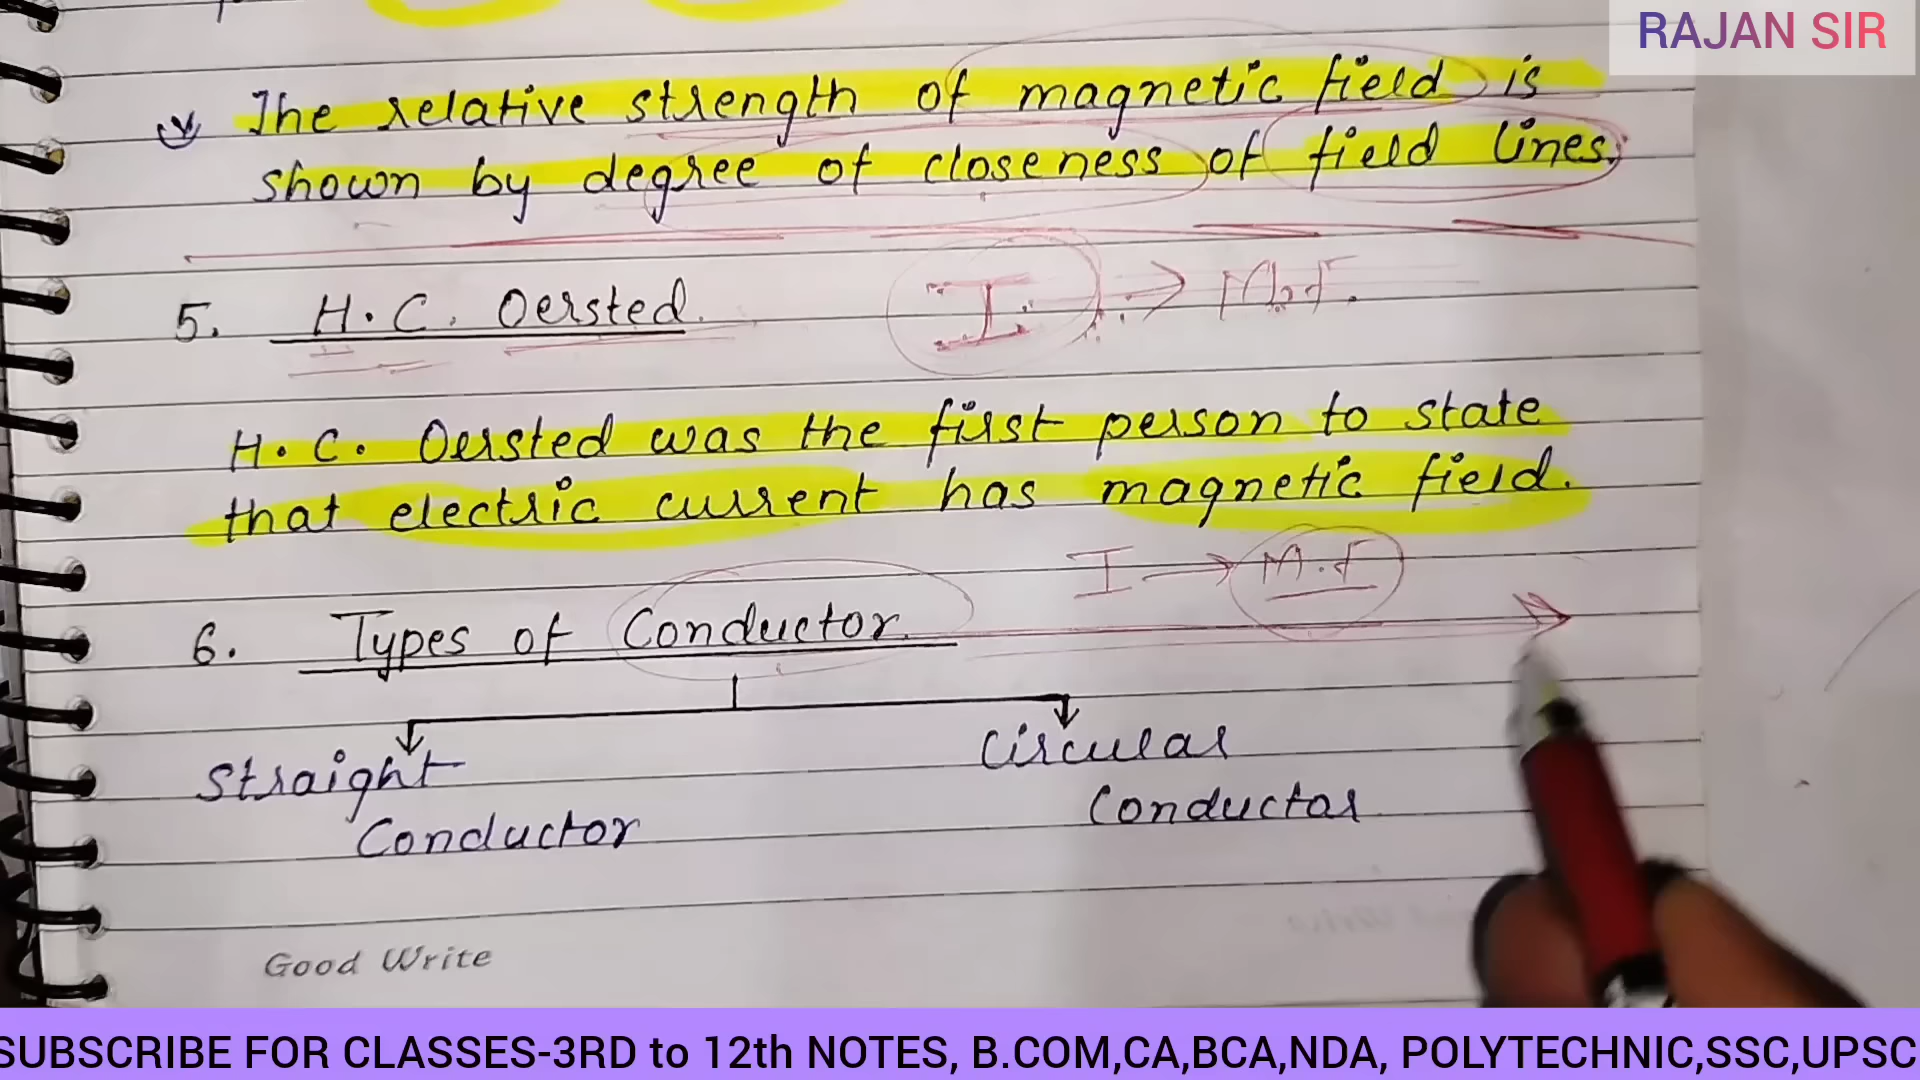 RAJAN SIR
v) The relative strength of magnetic field is
shown by degree of closeness of field lines.
5. H.C. Oersted.
I → M.F.
H.C. Oersted was the first person to state
that electric current has magnetic field.
I → M.F
6. Types of Conductor.
Straight
Conductor
Circular
Conductor
Good Write
SUBSCRIBE FOR CLASSES-3RD to 12th NOTES, B.COM,CA,BCA,NDA, POLYTECHNIC,SSC,UPSC